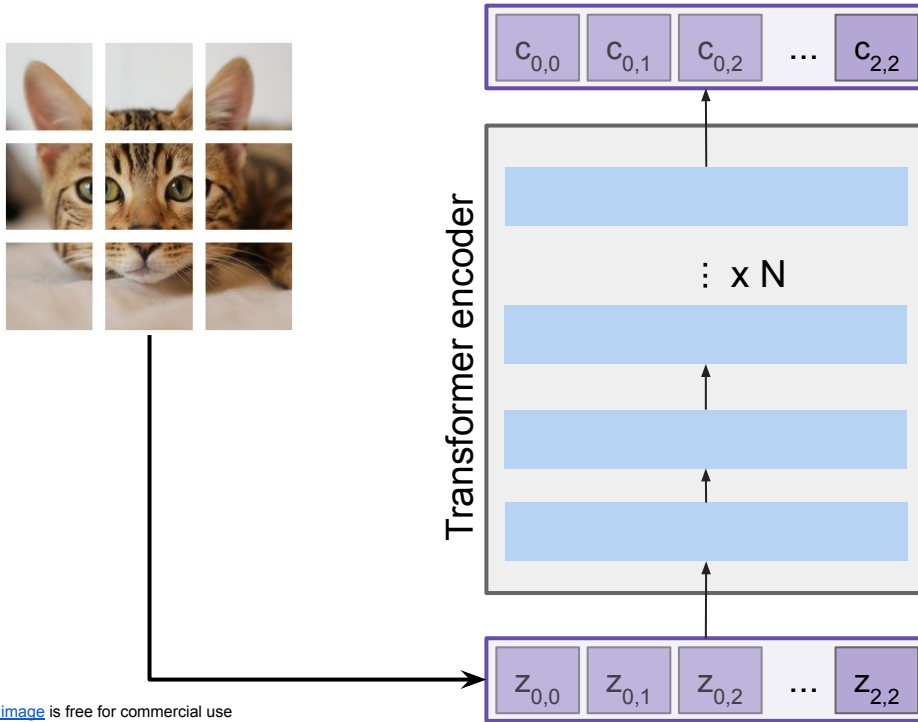 c0,0 c0,1 c0,2 ... c2,2
Transformer encoder
⋮ x N
z0,0 z0,1 z0,2 ... z2,2
image is free for commercial use